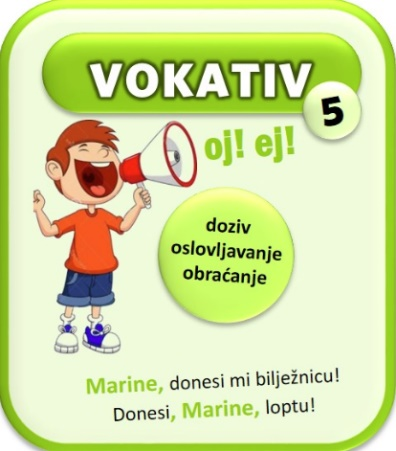 VOKATIV
5
oj! ej!
doziv
oslovljavanje
obraćanje
Marine, donesi mi bilježnicu!
Donesi, Marine, loptu!